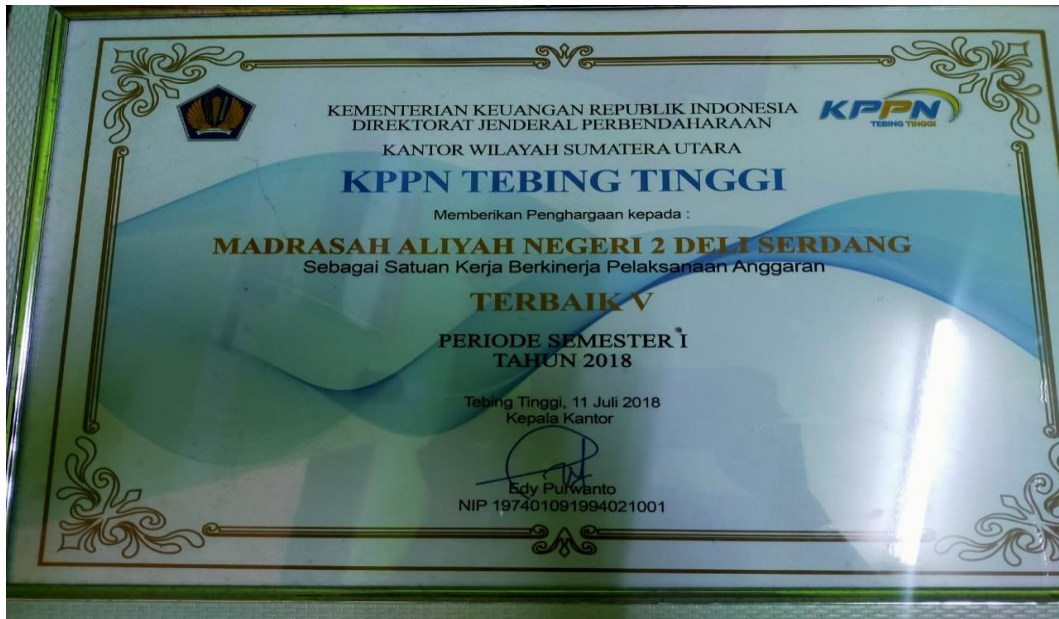 KEMENTERIAN KEUANGAN REPUBLIK INDONESIA
DIREKTORAT JENDERAL PERBENDAHARAAN
KANTOR WILAYAH SUMATERA UTARA
KPPN
TEBING TINGGI
KPPN TEBING TINGGI
Memberikan Penghargaan kepada :
MADRASAH ALIYAH NEGERI 2 DELI SERDANG
Sebagai Satuan Kerja Berkinerja Pelaksanaan Anggaran
TERBAIK V
PERIODE SEMESTER I
TAHUN 2018
Tebing Tinggi, 11 Juli 2018
Kepala Kantor
Edy Purwanto
NIP 197401091994021001